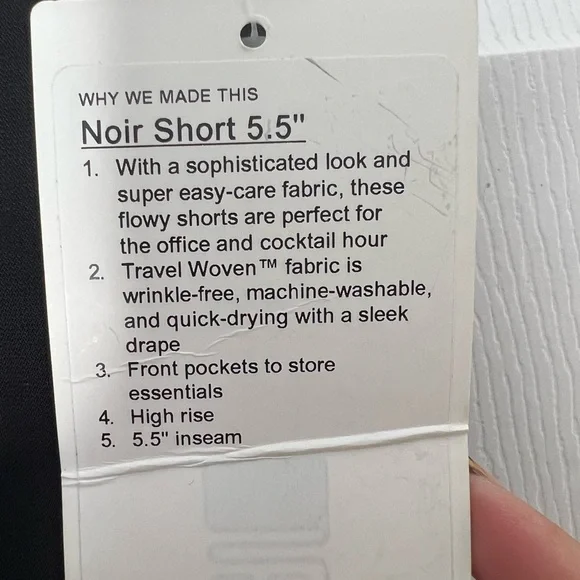 WHY WE MADE THIS
Noir Short 5.5"
1. With a sophisticated look and
super easy-care fabric, these
flowy shorts are perfect for
the office and cocktail hour
2. Travel Woven™ fabric is
wrinkle-free, machine-washable,
and quick-drying with a sleek
drape
3. Front pockets to store
essentials
4. High rise
5. 5.5" inseam